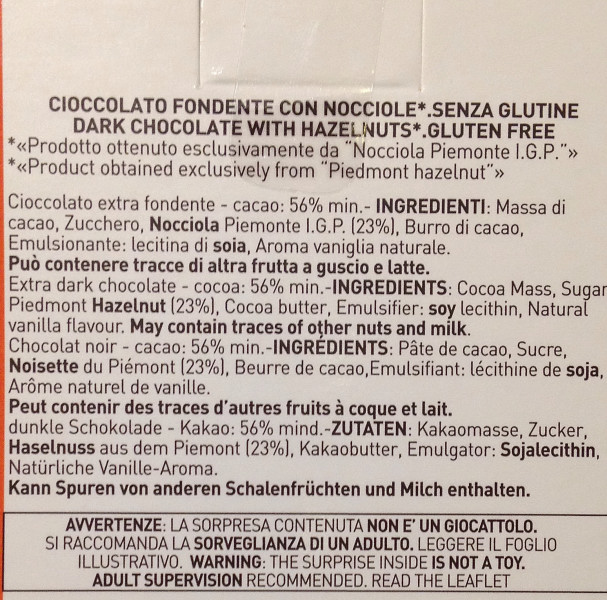 CIOCCOLATO FONDENTE CON NOCCIOLE*.SENZA GLUTINE
DARK CHOCOLATE WITH HAZELNUTS*.GLUTEN FREE
*«Prodotto ottenuto esclusivamente da “Nocciola Piemonte I.G.P.”»
*«Product obtained exclusively from “Piedmont hazelnut”»
Cioccolato extra fondente - cacao: 56% min.- INGREDIENTI: Massa di
cacao, Zucchero, Nocciola Piemonte I.G.P. (23%), Burro di cacao,
Emulsionante: lecitina di soia, Aroma vaniglia naturale.
Può contenere tracce di altra frutta a guscio e latte.
Extra dark chocolate - cocoa: 56% min.-INGREDIENTS: Cocoa Mass, Sugar
Piedmont Hazelnut (23%), Cocoa butter, Emulsifier: soy lecithin, Natural
vanilla flavour. May contain traces of other nuts and milk.
Chocolat noir - cacao: 56% min.-INGRÉDIENTS: Pâte de cacao, Sucre,
Noisette du Piémont (23%), Beurre de cacao,Emulsifiant: lécithine de soja,
Arôme naturel de vanille.
Peut contenir des traces d’autres fruits à coque et lait.
dunkle Schokolade - Kakao: 56% mind.-ZUTATEN: Kakaomasse, Zucker,
Haselnuss aus dem Piemont (23%), Kakaobutter, Emulgator: Sojalecithin,
Natürliche Vanille-Aroma.
Kann Spuren von anderen Schalenfrüchten und Milch enthalten.
AVVERTENZE: LA SORPRESA CONTENUTA NON E’ UN GIOCATTOLO.
SI RACCOMANDA LA SORVEGLIANZA DI UN ADULTO. LEGGERE IL FOGLIO
ILLUSTRATIVO. WARNING: THE SURPRISE INSIDE IS NOT A TOY.
ADULT SUPERVISION RECOMMENDED. READ THE LEAFLET